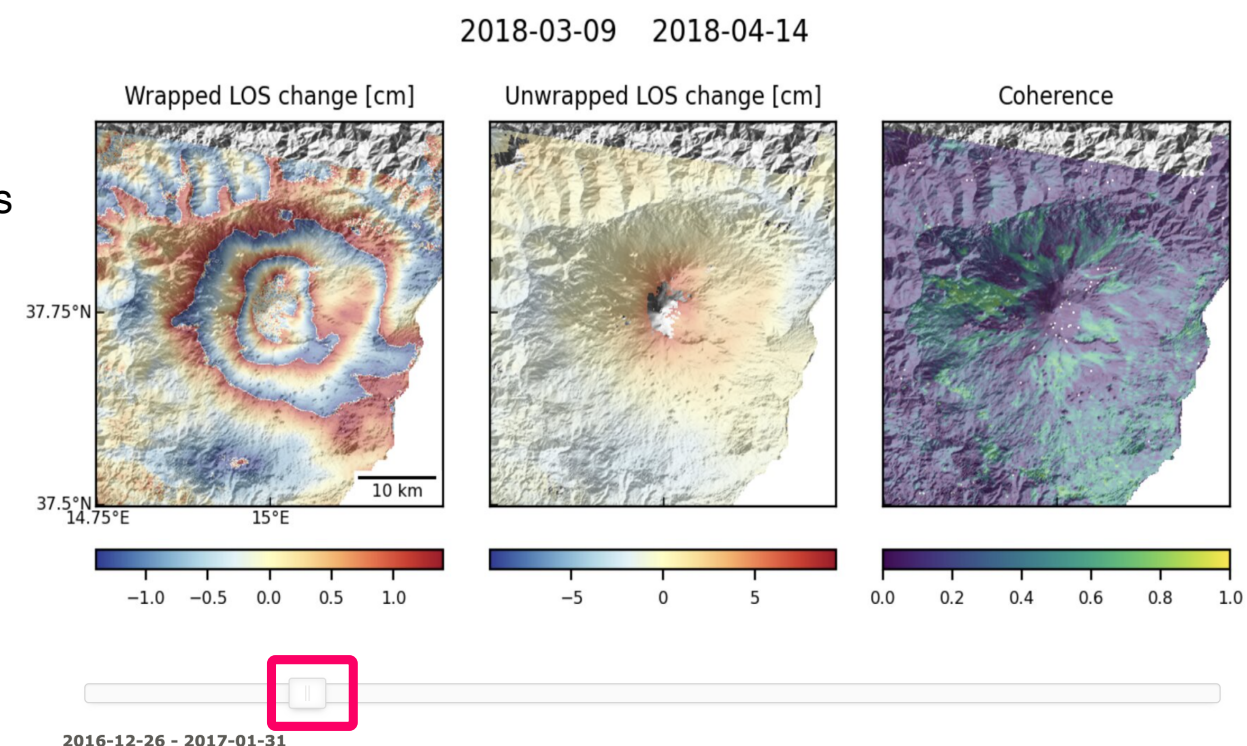 2018-03-09 2018-04-14
Wrapped LOS change [cm]
Unwrapped LOS change [cm]
Coherence
s
37.75°N
10 km
37.5°N
14.75°E 15°E
−1.0 −0.5 0.0 0.5 1.0
−5 0 5
0.0 0.2 0.4 0.6 0.8 1.0
2016-12-26 - 2017-01-31